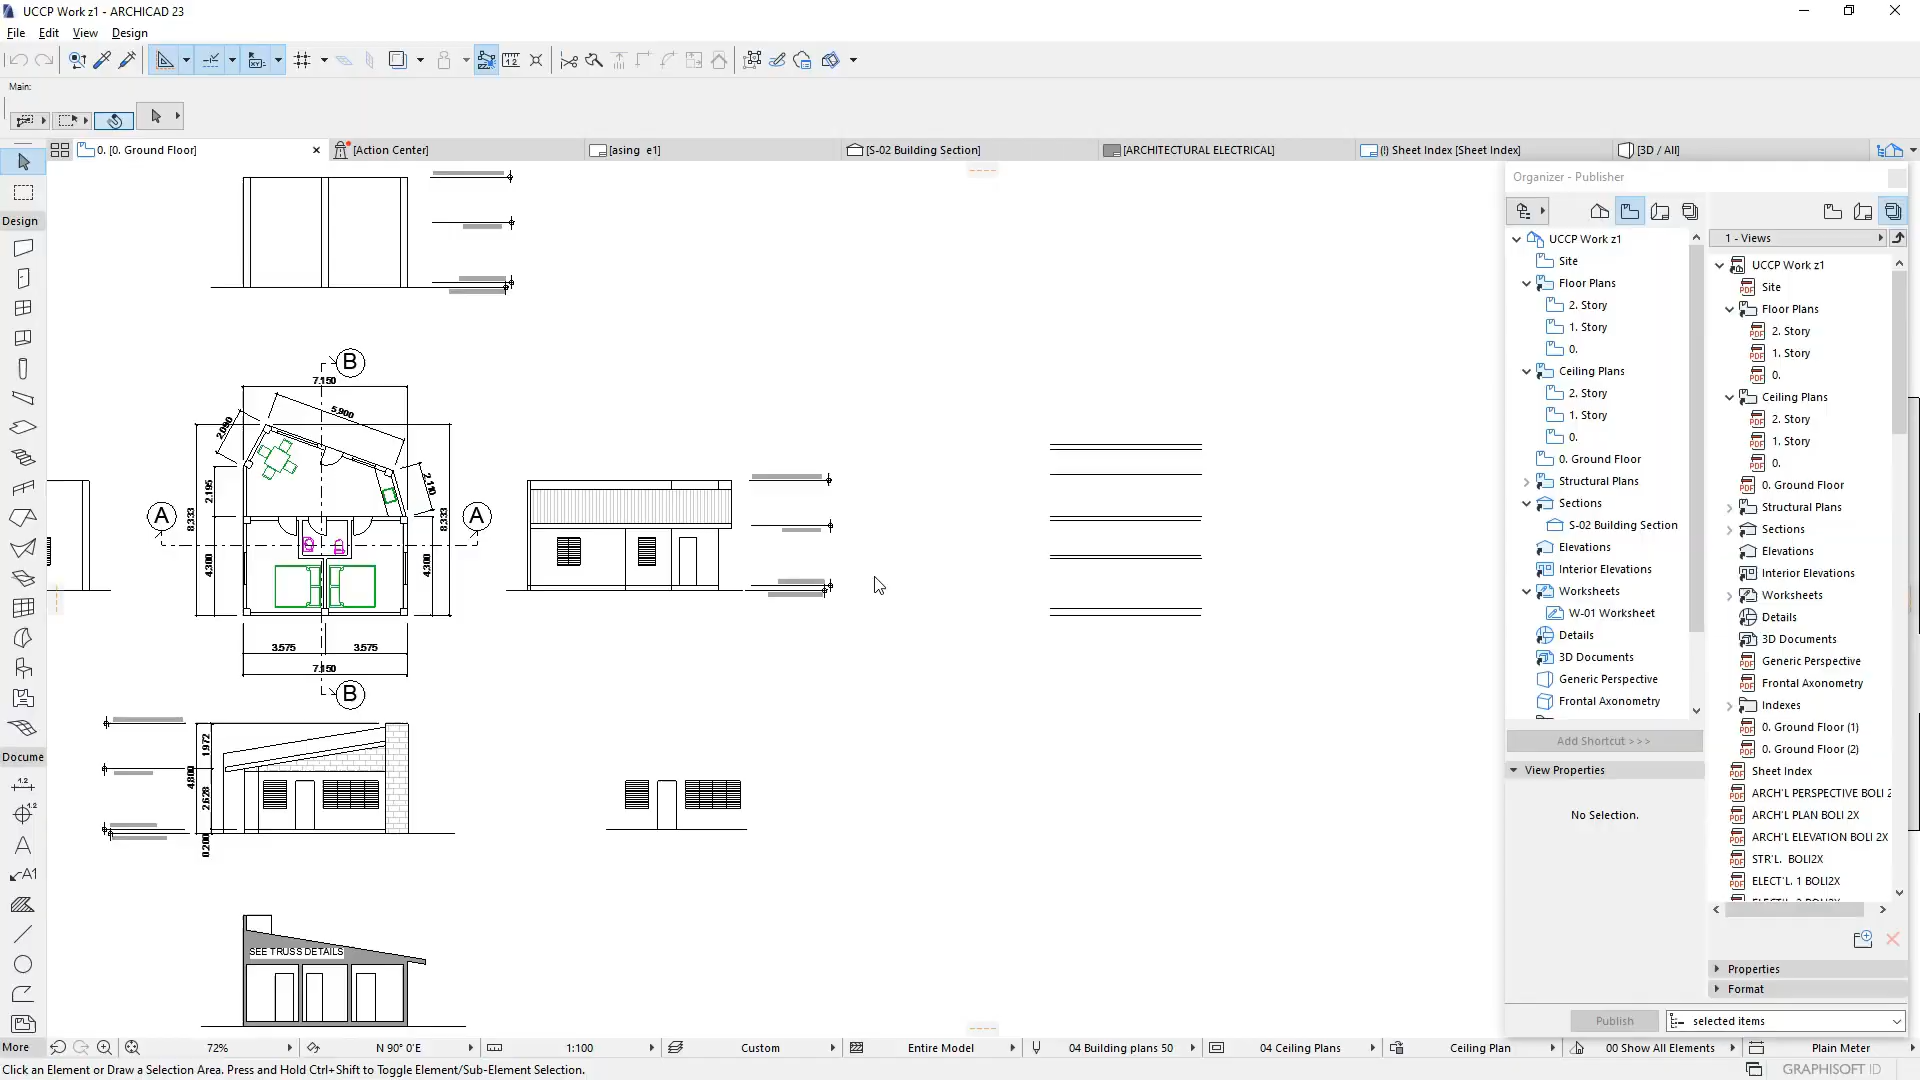 UCCP Work z1 - ARCHICAD 23
File Edit View Design
Main:
0. [0. Ground Floor]
[Action Center]
[asing e1]
[S-02 Building Section]
[ARCHITECTURAL ELECTRICAL]
(!) Sheet Index [Sheet Index]
[3D / All]
Design
Docume
More
B
7.150
5.900
2.090
2.110
2.195
8.333
8.333
A
A
4.300
4.300
3.575 3.575
7.150
B
1.972
4.800
2.628
0.200
SEE TRUSS DETAILS
Organizer - Publisher
UCCP Work z1
Site
Floor Plans
2. Story
1. Story
0.
Ceiling Plans
2. Story
1. Story
0.
0. Ground Floor
Structural Plans
Sections
S-02 Building Section
Elevations
Interior Elevations
Worksheets
W-01 Worksheet
Details
3D Documents
Generic Perspective
Frontal Axonometry
Add Shortcut >>>
View Properties
No Selection.
1 - Views
UCCP Work z1
Site
Floor Plans
2. Story
1. Story
0.
Ceiling Plans
2. Story
1. Story
0.
0. Ground Floor
Structural Plans
Sections
Elevations
Interior Elevations
Worksheets
Details
3D Documents
Generic Perspective
Frontal Axonometry
Indexes
0. Ground Floor (1)
0. Ground Floor (2)
Sheet Index
ARCH'L PERSPECTIVE BOLI 2
ARCH'L PLAN BOLI 2X
ARCH'L ELEVATION BOLI 2X
STR'L. BOLI2X
ELECT'L. 1 BOLI2X
Properties
Format
Publish
selected items
72% N 90° 0'E 1:100 Custom Entire Model 04 Building plans 50 04 Ceiling Plans Ceiling Plan 00 Show All Elements Plain Meter
Click an Element or Draw a Selection Area. Press and Hold Ctrl+Shift to Toggle Element/Sub-Element Selection.
GRAPHISOFT ID